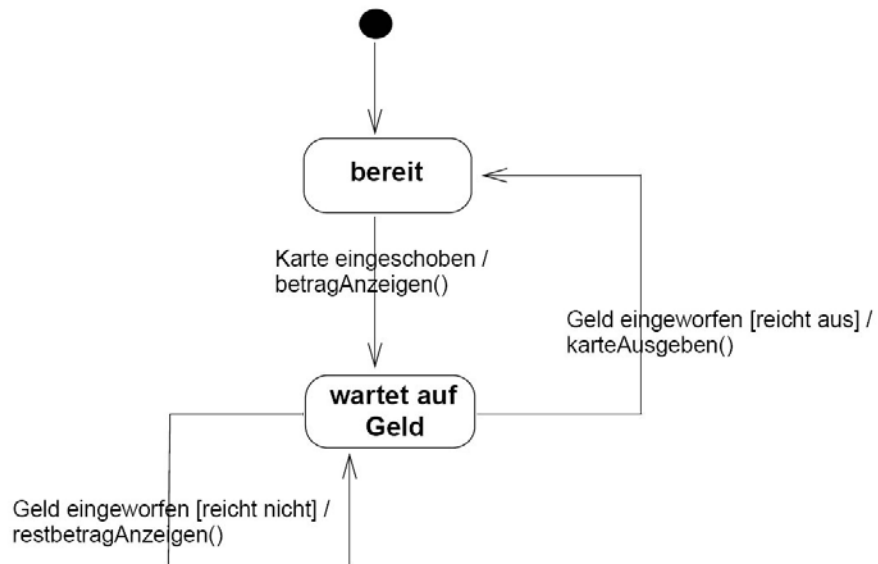 bereit
Karte eingeschoben /
betragAnzeigen()
Geld eingeworfen [reicht aus] /
karteAusgeben()
wartet auf
Geld
Geld eingeworfen [reicht nicht] /
restbetragAnzeigen()